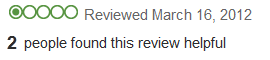 Reviewed March 16, 2012
2 people found this review helpful